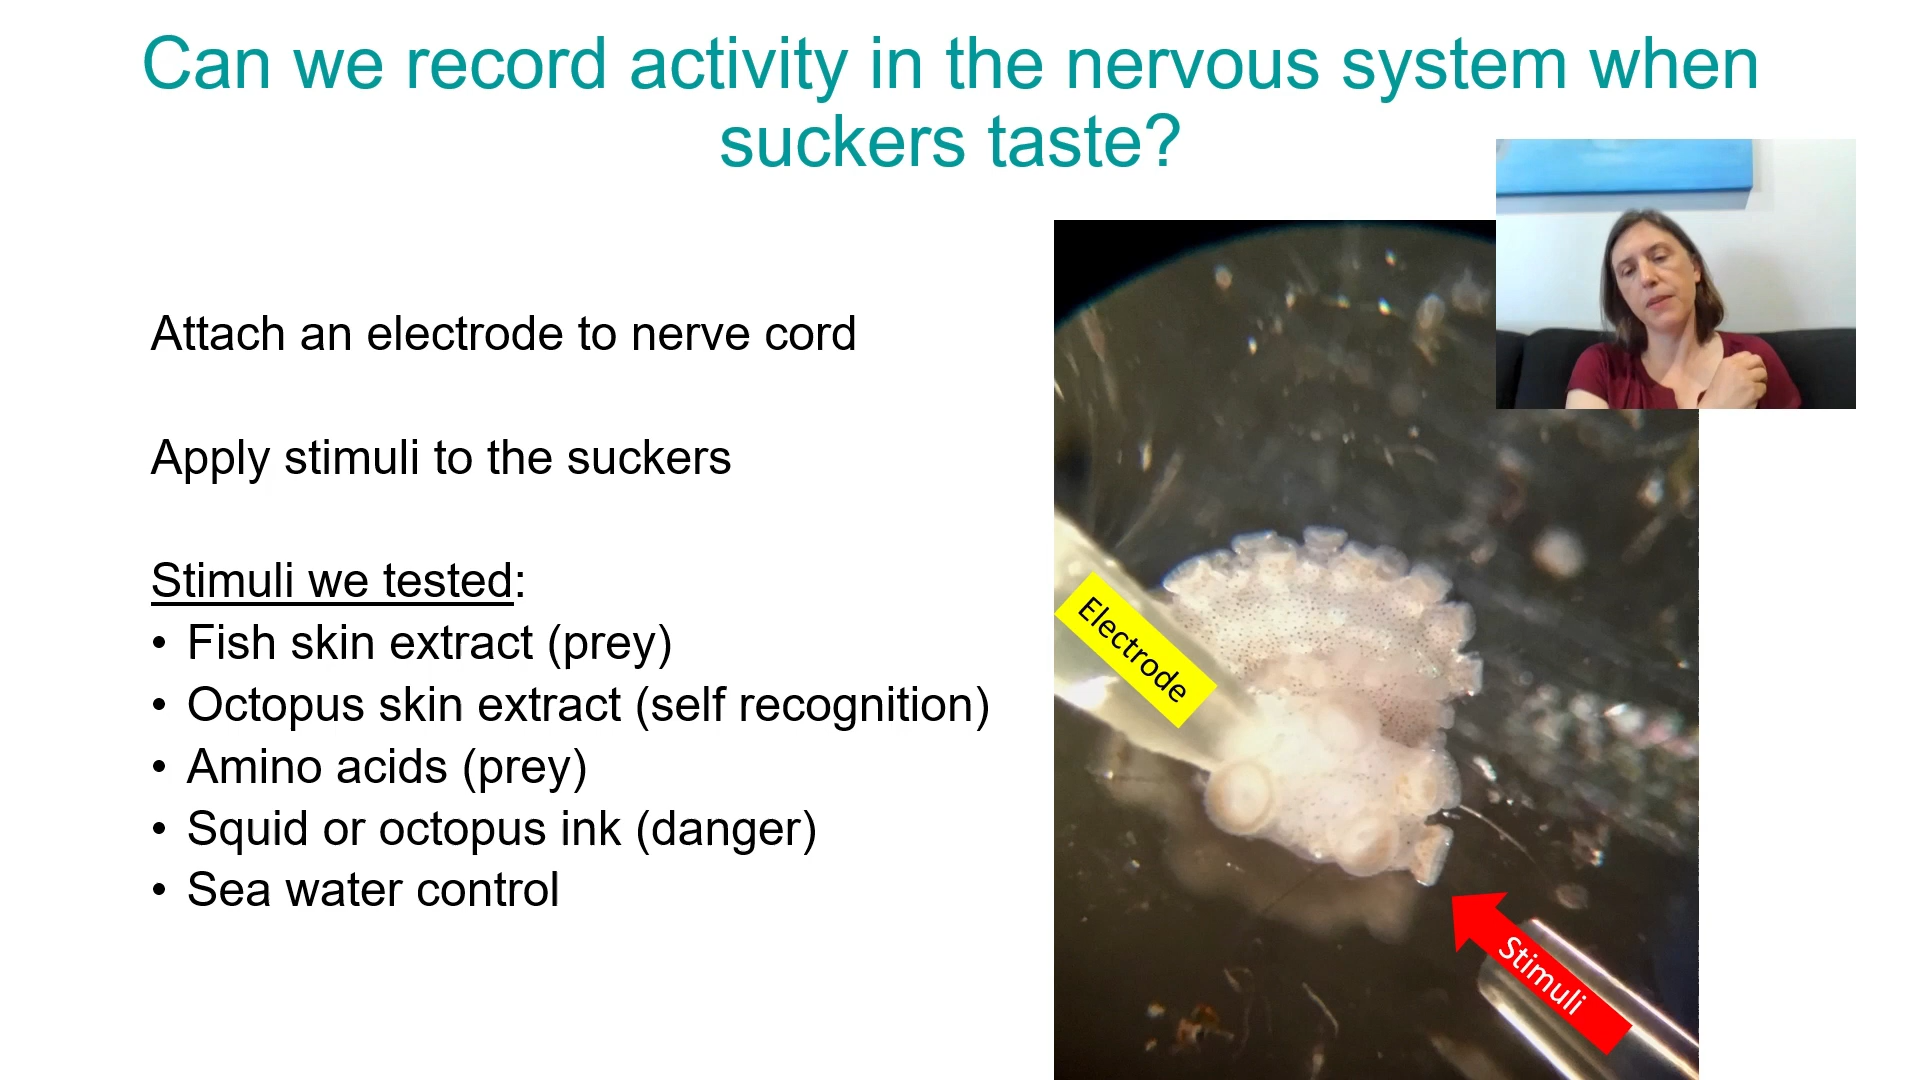 Can we record activity in the nervous system when
suckers taste?
Attach an electrode to nerve cord
Apply stimuli to the suckers
Stimuli we tested:
• Fish skin extract (prey)
• Octopus skin extract (self recognition)
• Amino acids (prey)
• Squid or octopus ink (danger)
• Sea water control
Electrode
Stimuli